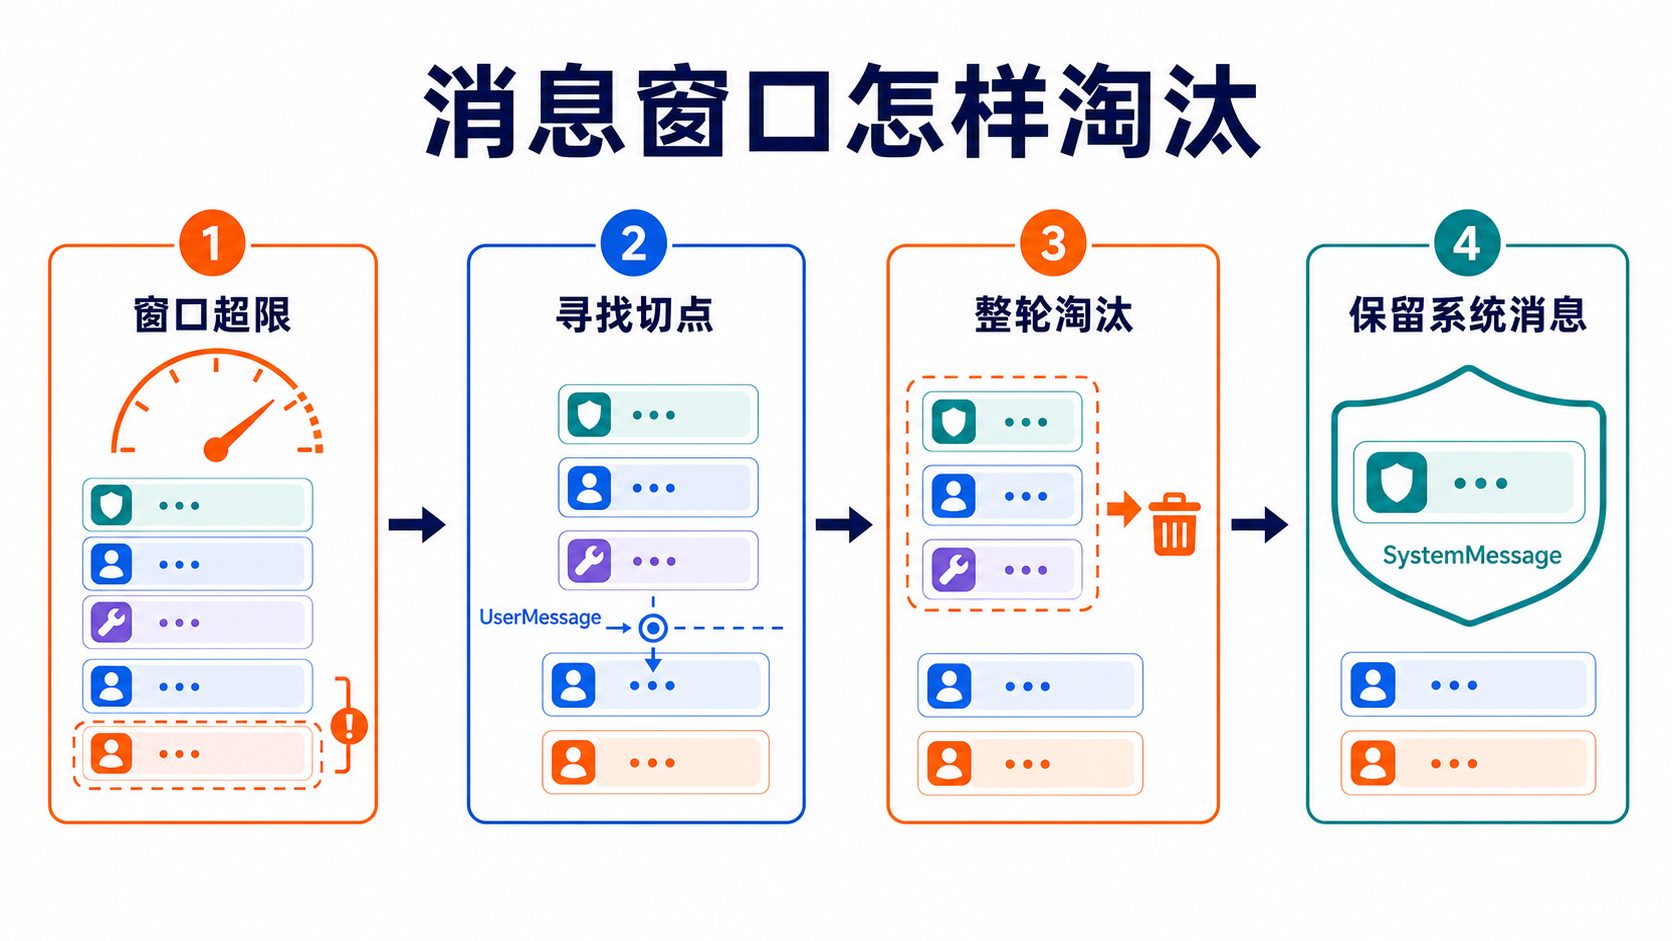 消息窗口怎样淘汰
1
窗口超限
!
2
寻找切点
UserMessage
3
整轮淘汰
4
保留系统消息
SystemMessage